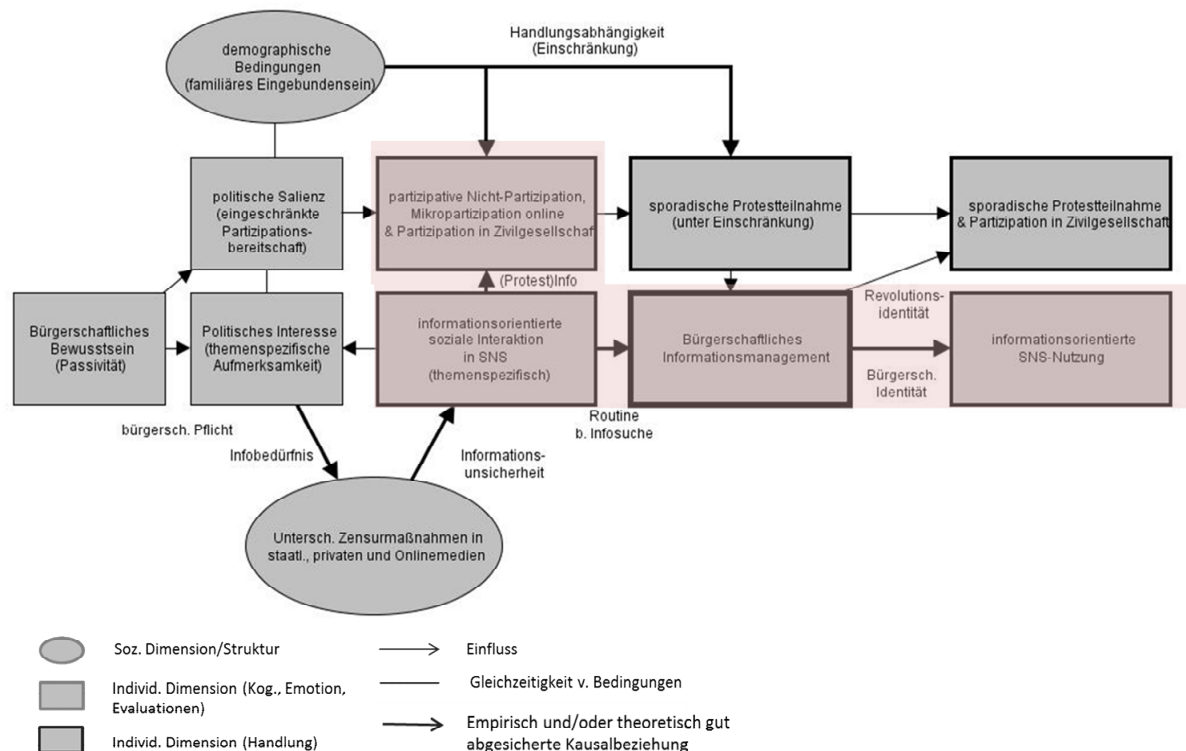 Handlungsabhängigkeit
(Einschränkung)
demographische
Bedingungen
(familiäres Eingebundensein)
politische Salienz
(eingeschränkte
Partizipations-
bereitschaft)
partizipative Nicht-Partizipation,
Mikropartizipation online
& Partizipation in Zivilgesellschaf
sporadische Protestteilnahme
(unter Einschränkung)
sporadische Protestteilnahme
& Partizipation in Zivilgesellschaft
(Protest)Info
Revolutions-
identität
Bürgerschaftliches
Bewusstsein
(Passivität)
Politisches Interesse
(themenspezifische
Aufmerksamkeit)
informationsorientierte
soziale Interaktion
in SNS
(themenspezifisch)
Bürgerschaftliches
Informationsmanagement
informationsorientierte
SNS-Nutzung
Bürgersch.
Identität
Routine
b. Infosuche
bürgersch. Pflicht
Infobedürfnis
Informations-
unsicherheit
Untersch. Zensurmaßnahmen in
staatl., privaten und Onlinemedien
Soz. Dimension/Struktur
Individ. Dimension (Kog., Emotion,
Evaluationen)
Individ. Dimension (Handlung)
Einfluss
Gleichzeitigkeit v. Bedingungen
Empirisch und/oder theoretisch gut
abgesicherte Kausalbeziehung